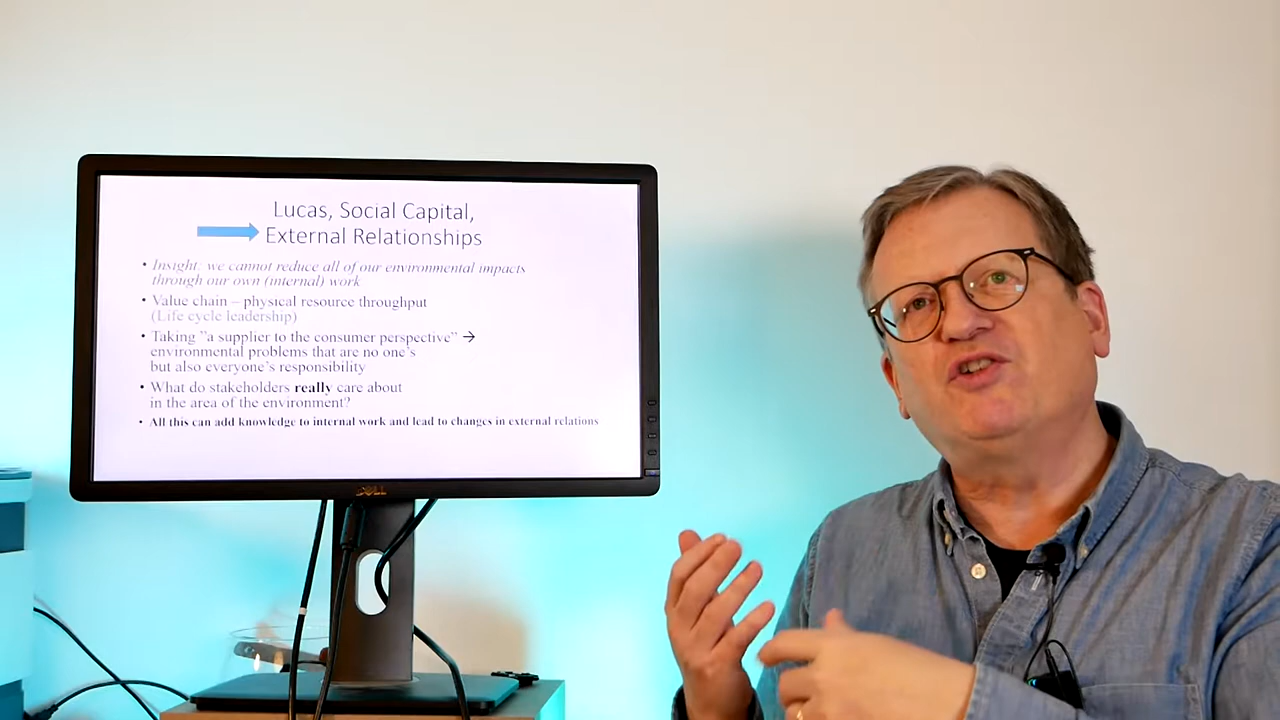 Lucas, Social Capital,
External Relationships
• Insight: we cannot reduce all of our environmental impacts
through our own (internal) work
• Value chain – physical resource throughput
(Life cycle leadership)
• Taking ”a supplier to the consumer perspective” →
environmental problems that are no one's
but also everyone's responsibility
• What do stakeholders really care about
in the area of the environment?
• All this can add knowledge to internal work and lead to changes in external relations
DELL